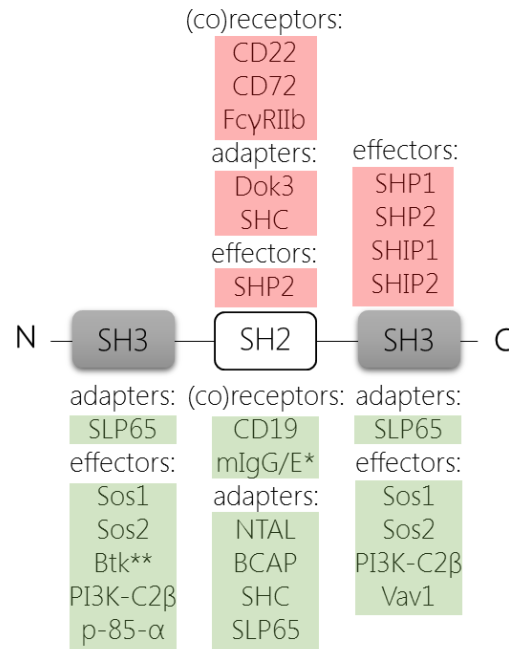 (co)receptors:
CD22
CD72
FcγRIIb
adapters:
Dok3
SHC
effectors:
SHP2
effectors:
SHP1
SHP2
SHIP1
SHIP2
N SH3 SH2 SH3 C
adapters:
SLP65
effectors:
Sos1
Sos2
Btk**
PI3K-C2β
p-85-α
(co)receptors:
CD19
mIgG/E*
adapters:
NTAL
BCAP
SHC
SLP65
adapters:
SLP65
effectors:
Sos1
Sos2
PI3K-C2β
Vav1